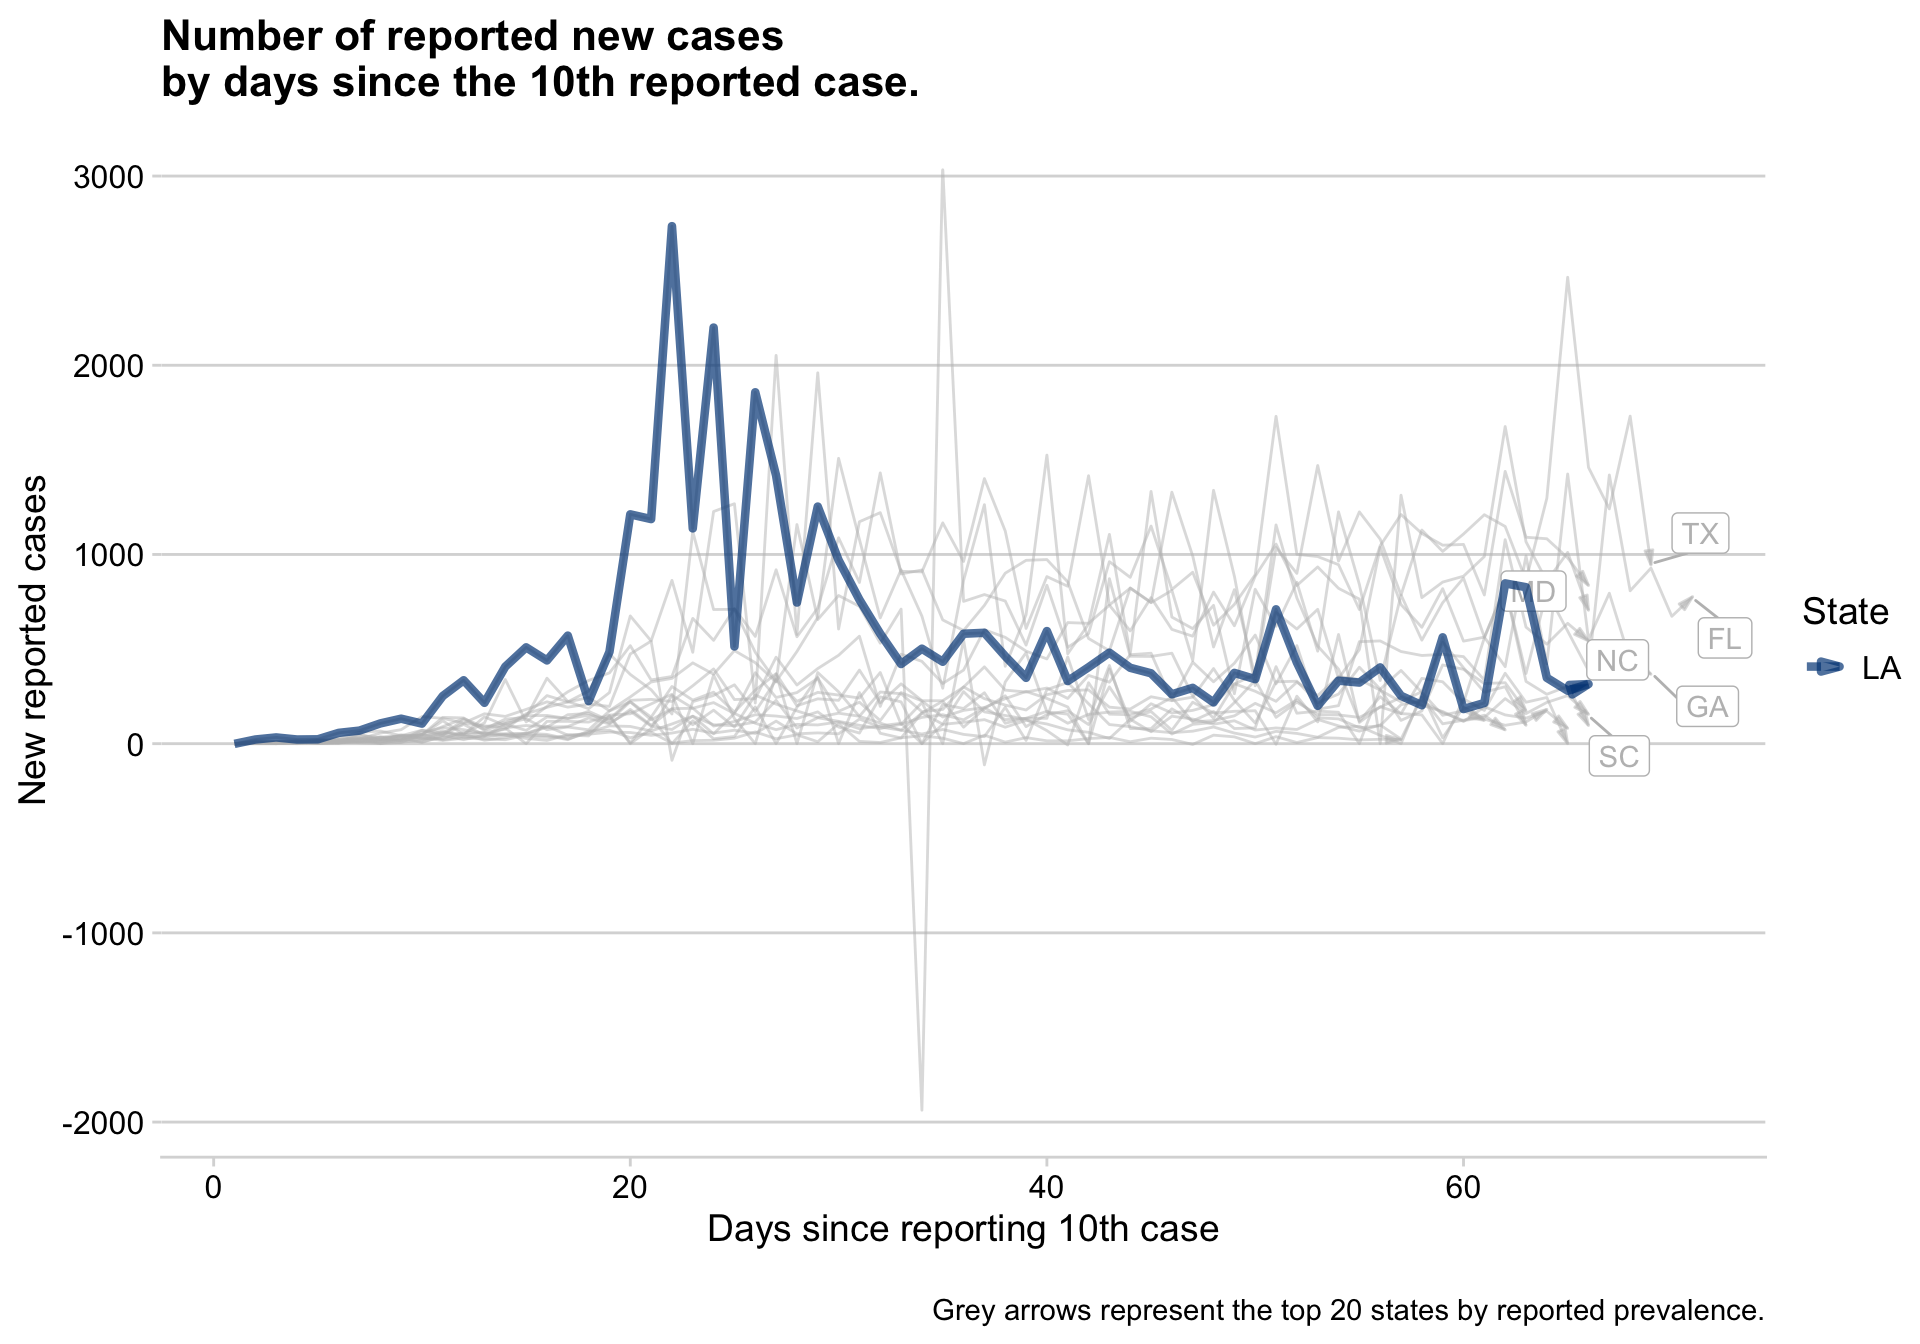 Number of reported new cases
by days since the 10th reported case.
3000
2000
1000
0
-1000
-2000
New reported cases
TX
MD
FL
NC
GA
SC
State
LA
0 20 40 60
Days since reporting 10th case
Grey arrows represent the top 20 states by reported prevalence.